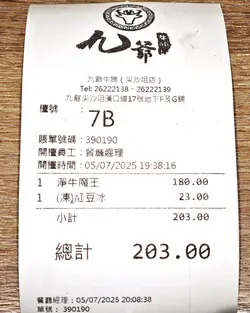 九爺
牛腩
九爺牛腩(尖沙咀店)
Tel: 26222138、26222139
九龍尖沙咀漢口道17號地下F及G舖
檯號：
7B
賬單號碼：390190
開檯員工：餐廳經理
開檯時間：05/07/2025 19:38:16
1 淨牛魔王 180.00
1 (凍)紅豆冰 23.00
小計 203.00
總計 203.00
餐廳經理：05/07/2025 20:08:38
單號： 390190